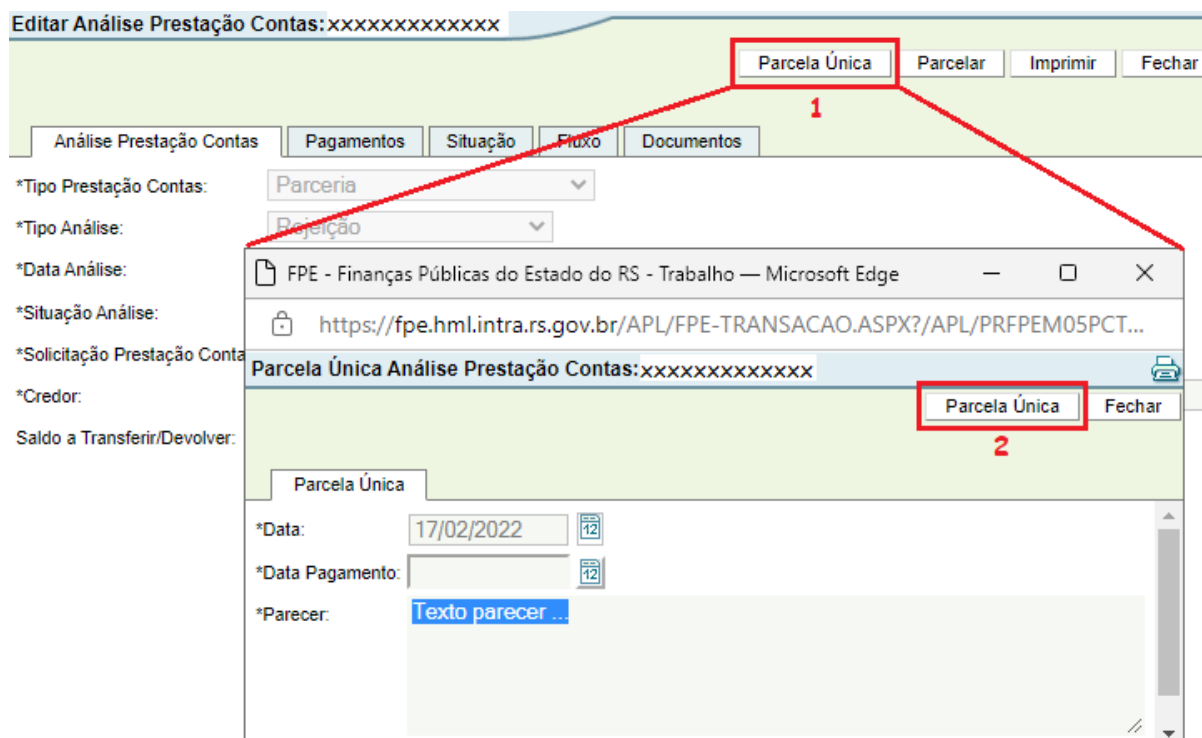 Editar Análise Prestação Contas: xxxxxxxxxxxxx
Parcela Única Parcelar Imprimir Fechar
1
Análise Prestação Contas Pagamentos Situação Fluxo Documentos
*Tipo Prestação Contas: Parceria
*Tipo Análise: Rejeição
*Data Análise:
*Situação Análise:
*Solicitação Prestação Conta
*Credor:
Saldo a Transferir/Devolver:
FPE - Finanças Públicas do Estado do RS - Trabalho — Microsoft Edge
https://fpe.hml.intra.rs.gov.br/APL/FPE-TRANSACAO.ASPX?/APL/PRFPEM05PCT...
Parcela Única Análise Prestação Contas: xxxxxxxxxxxxx
Parcela Única Fechar
2
Parcela Única
*Data: 17/02/2022 12
*Data Pagamento: 12
*Parecer: Texto parecer ...